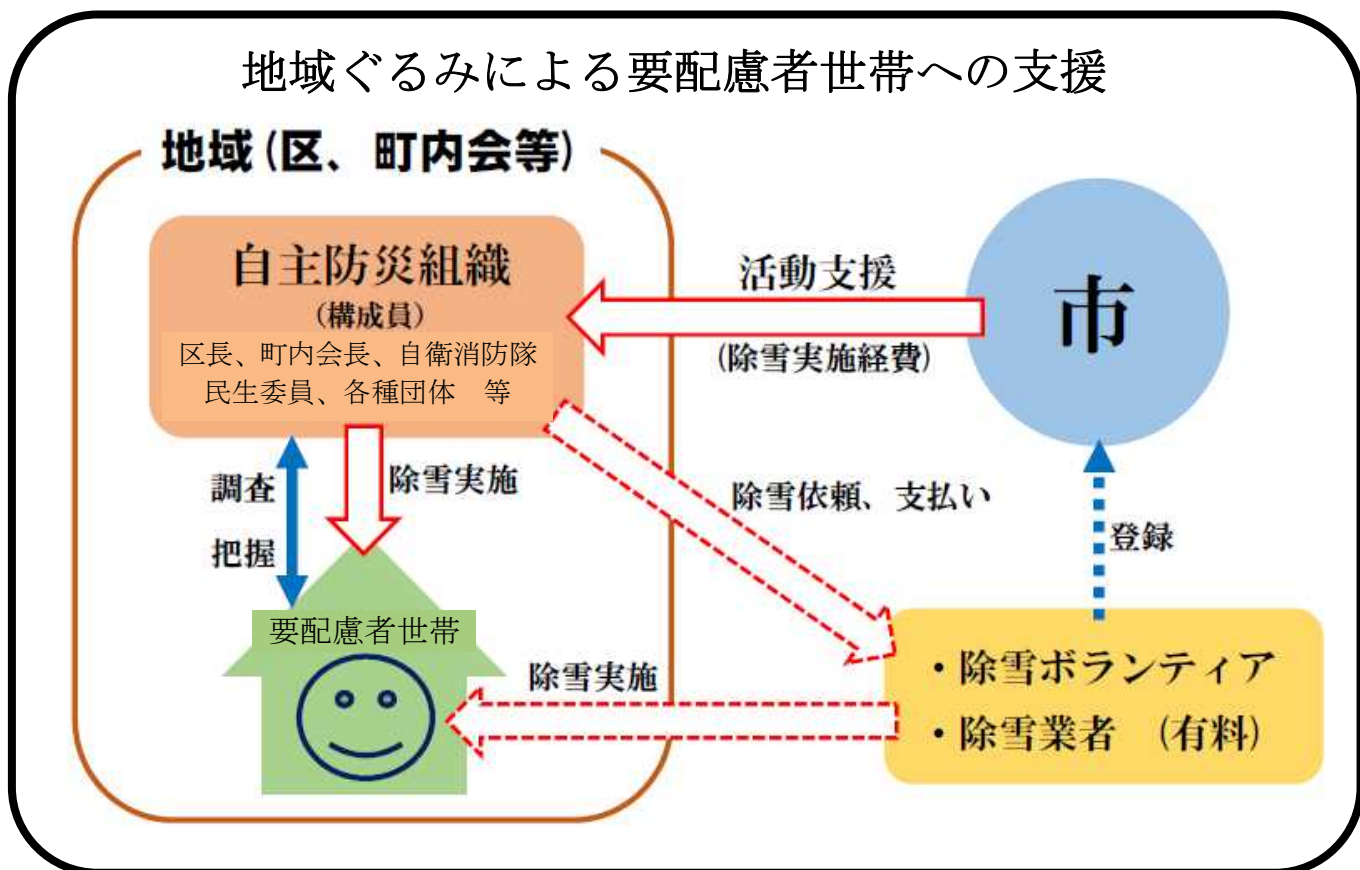 地域ぐるみによる要配慮者世帯への支援
地域(区、町内会等)
自主防災組織
(構成員)
区長、町内会長、自衛消防隊
民生委員、各種団体　等
活動支援
(除雪実施経費)
市
調査
把握
除雪実施
除雪依頼、支払い
登録
要配慮者世帯
除雪実施
・除雪ボランティア
・除雪業者　(有料)